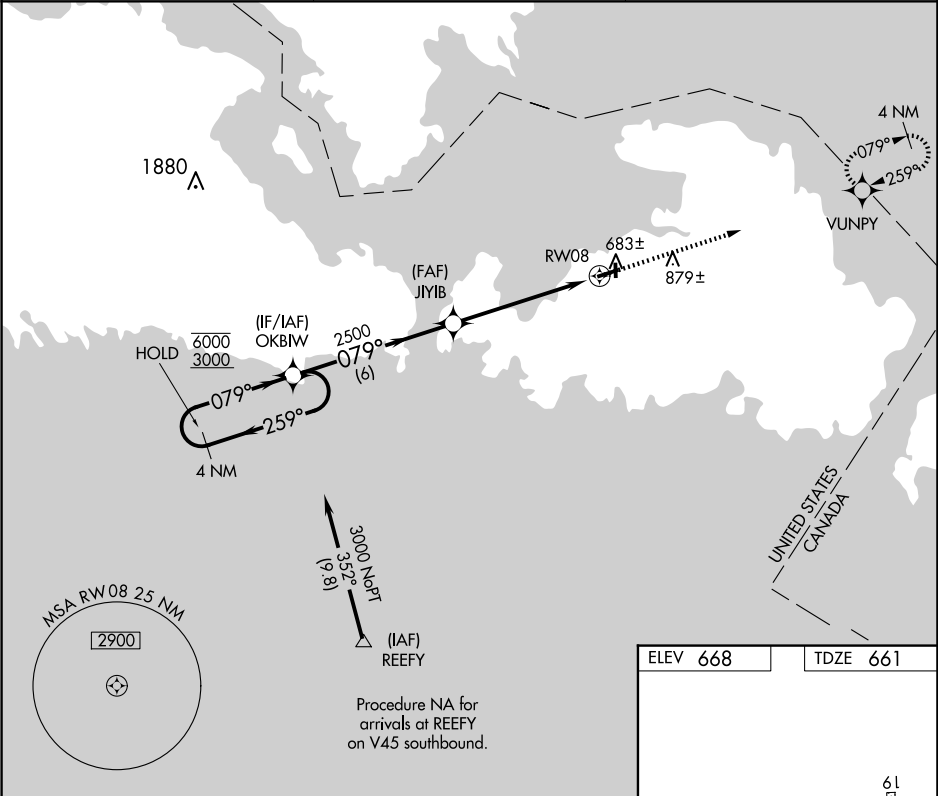 4 NM
079°
259°
VUNPY
1880
RW08
683±
879±
(FAF)
JIYIB
(IF/IAF)
OKBIW
2500
079°
(6)
HOLD
6000
3000
079°
259°
4 NM
3000 NoPT
352°
(9.8)
(IAF)
REEFY
Procedure NA for
arrivals at REEFY
on V45 southbound.
UNITED STATES
CANADA
MSA RW08 25 NM
2900
ELEV 668
TDZE 661
61